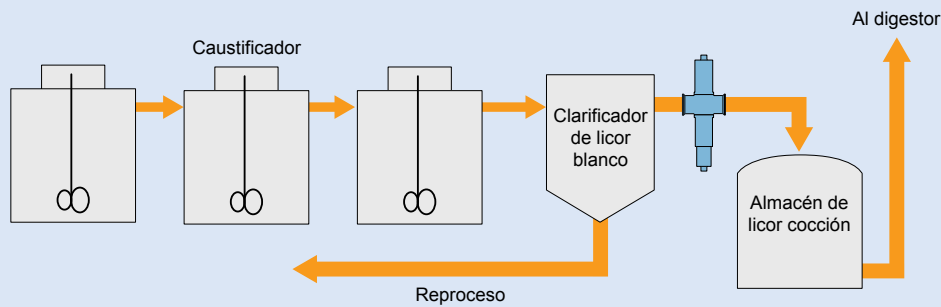 Al digestor
Caustificador
Clarificador
de licor
blanco
Almacén de
licor cocción
Reproceso